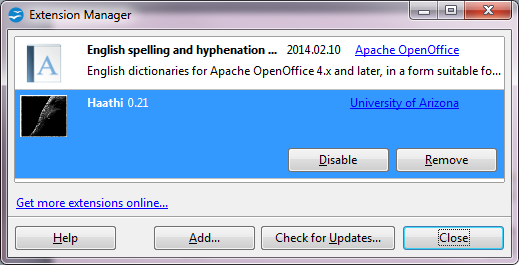 Extension Manager
English spelling and hyphenation ... 2014.02.10 Apache OpenOffice
English dictionaries for Apache OpenOffice 4.x and later, in a form suitable fo...
Haathi 0.21 University of Arizona
Disable Remove
Get more extensions online...
Help Add... Check for Updates... Close